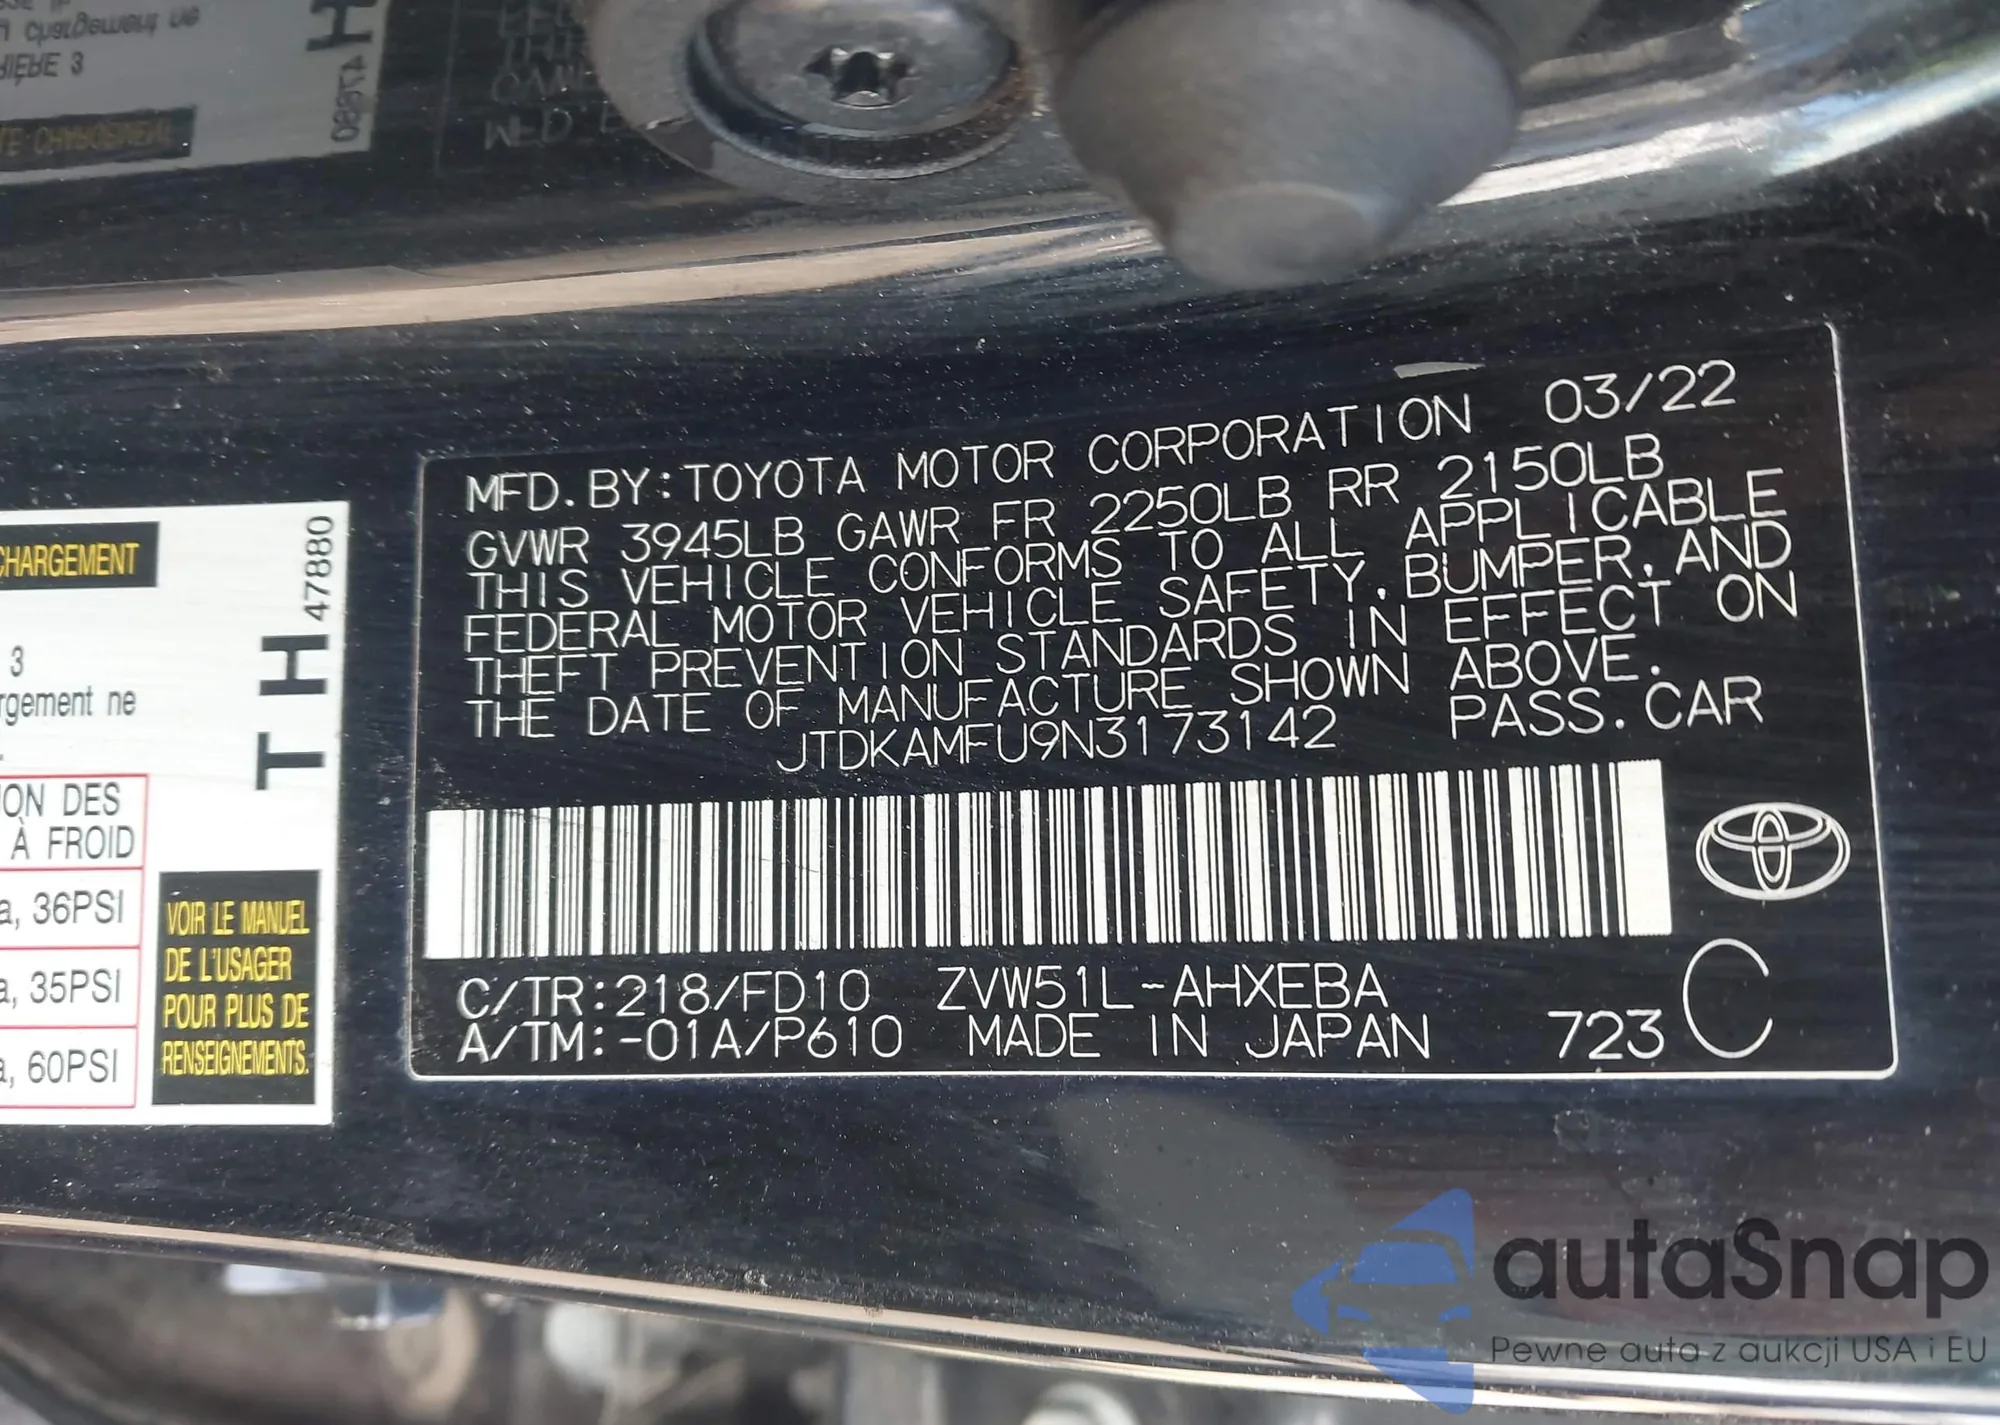 MFD. BY: TOYOTA MOTOR CORPORATION 03/22
GVWR 3945LB GAWR FR 2250LB RR 2150LB
THIS VEHICLE CONFORMS TO ALL APPLICABLE
FEDERAL MOTOR VEHICLE SAFETY, BUMPER, AND
THEFT PREVENTION STANDARDS IN EFFECT ON
THE DATE OF MANUFACTURE SHOWN ABOVE.
JTDKAMFU9N3173142 PASS. CAR
C/TR: 218/FD10 ZVW51L-AHXEBA
A/TM: -01A/P610 MADE IN JAPAN 723 C
CHARGEMENT
3
ne
DES
À FROID
36PSI
35PSI
60PSI
T H 47880
VOIR LE MANUEL
DE L'USAGER
POUR PLUS DE
RENSEIGNEMENTS.
autaSnap
Pewne auta z aukcji USA i EU